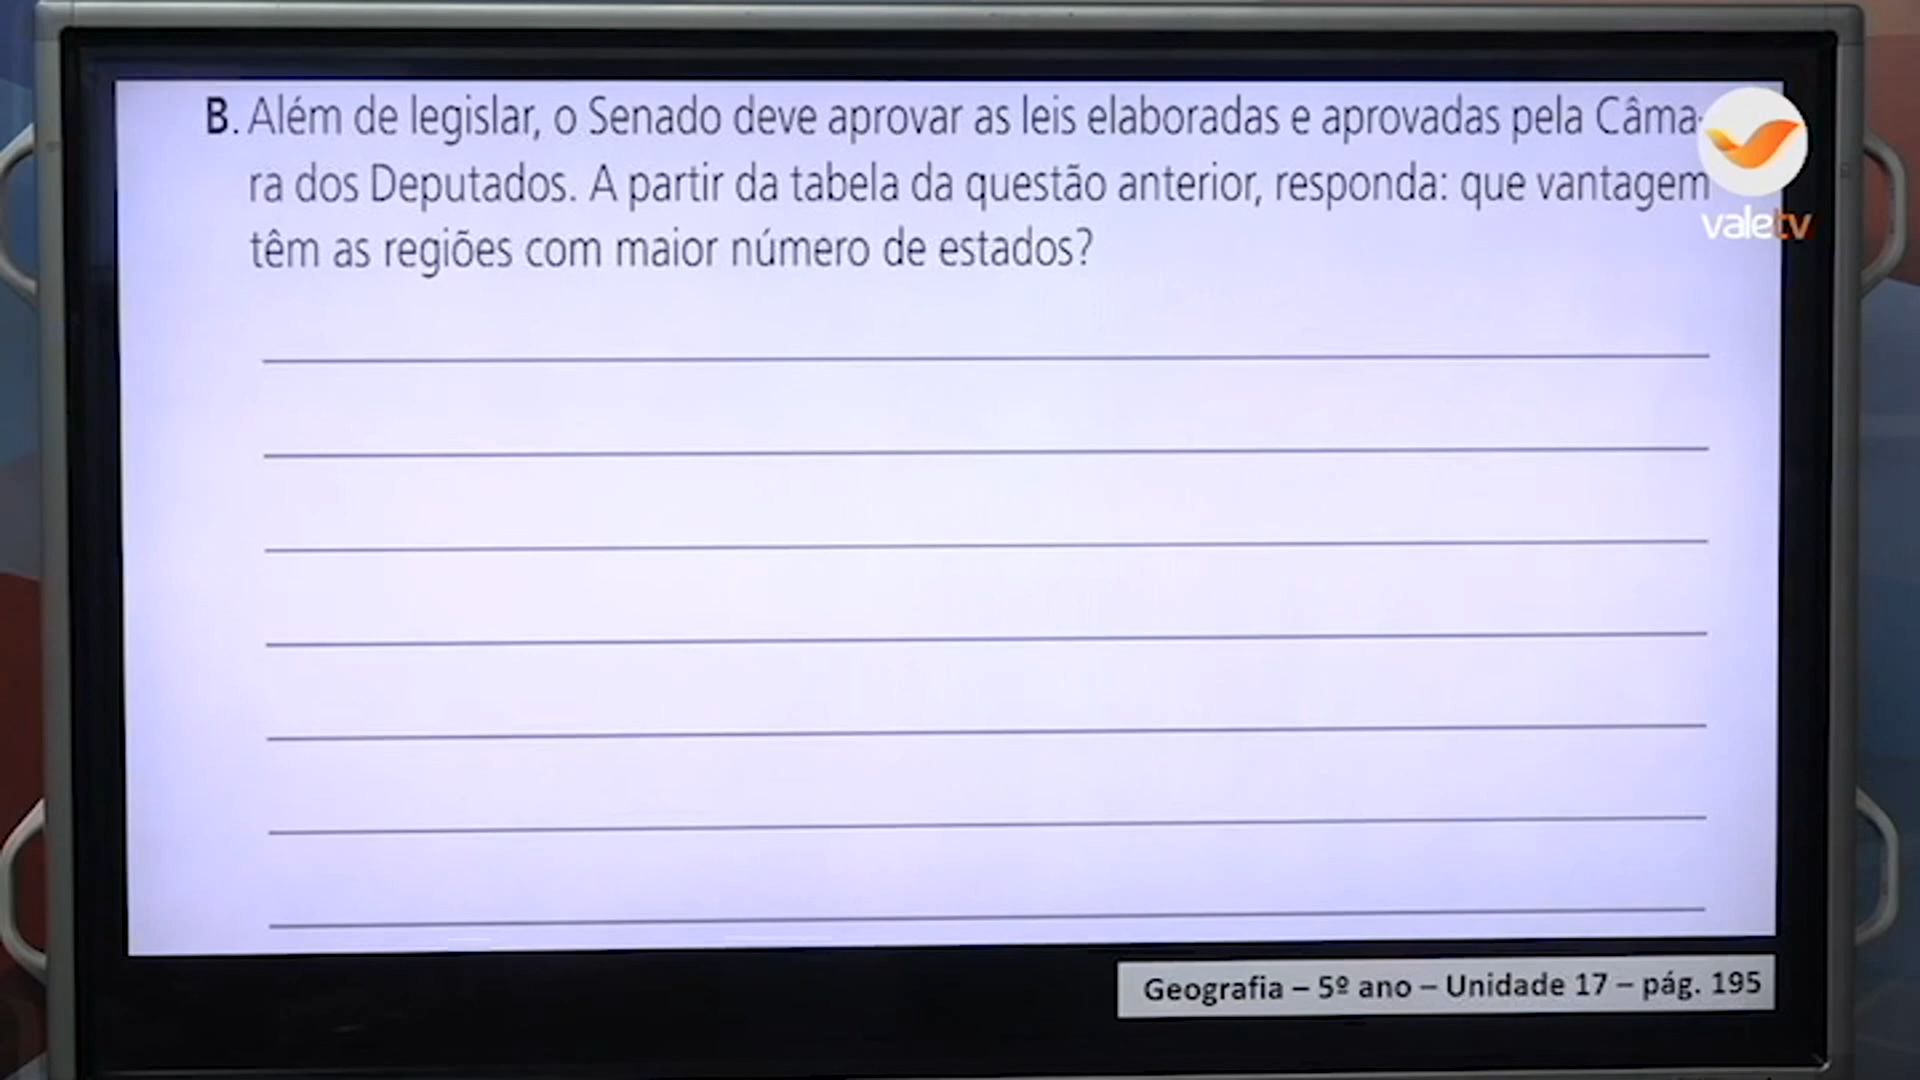 B. Além de legislar, o Senado deve aprovar as leis elaboradas e aprovadas pela Câma-
ra dos Deputados. A partir da tabela da questão anterior, responda: que vantagem
têm as regiões com maior número de estados?
valetv
Geografia – 5º ano – Unidade 17 – pág. 195